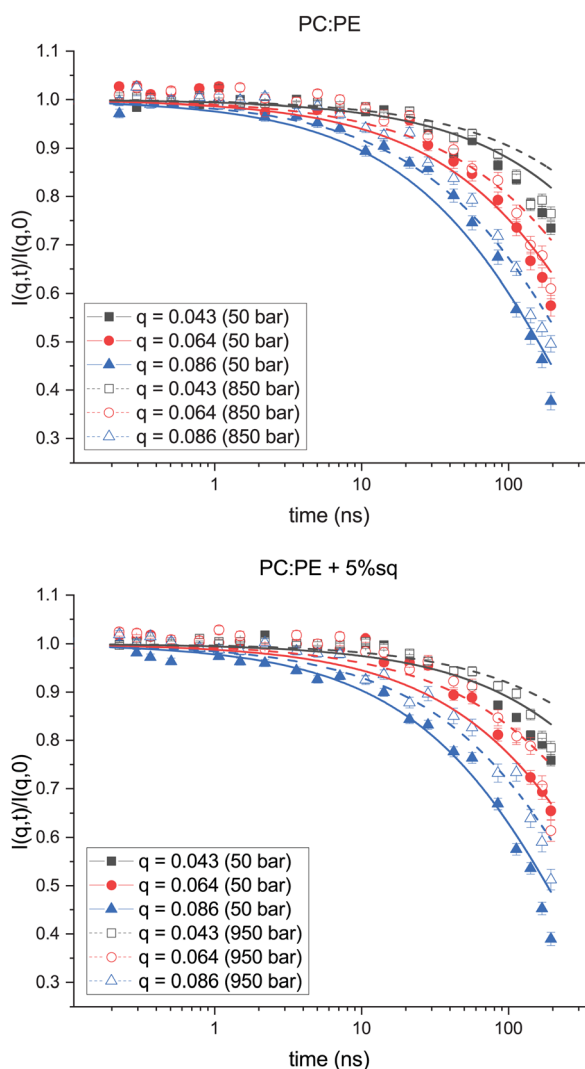 PC:PE
1.1
1.0
0.9
0.8
0.7
0.6
0.5
0.4
0.3
I(q,t)/I(q,0)
q = 0.043 (50 bar)
q = 0.064 (50 bar)
q = 0.086 (50 bar)
q = 0.043 (850 bar)
q = 0.064 (850 bar)
q = 0.086 (850 bar)
1 10 100
time (ns)
PC:PE + 5%sq
1.1
1.0
0.9
0.8
0.7
0.6
0.5
0.4
0.3
I(q,t)/I(q,0)
q = 0.043 (50 bar)
q = 0.064 (50 bar)
q = 0.086 (50 bar)
q = 0.043 (950 bar)
q = 0.064 (950 bar)
q = 0.086 (950 bar)
1 10 100
time (ns)